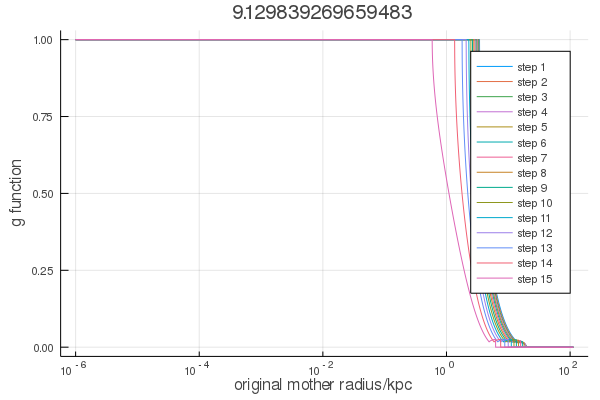 9.129839269659483
g function
1.00
0.75
0.50
0.25
0.00
step 1
step 2
step 3
step 4
step 5
step 6
step 7
step 8
step 9
step 10
step 11
step 12
step 13
step 14
step 15
10⁻⁶ 10⁻⁴ 10⁻² 10⁰ 10²
original mother radius/kpc